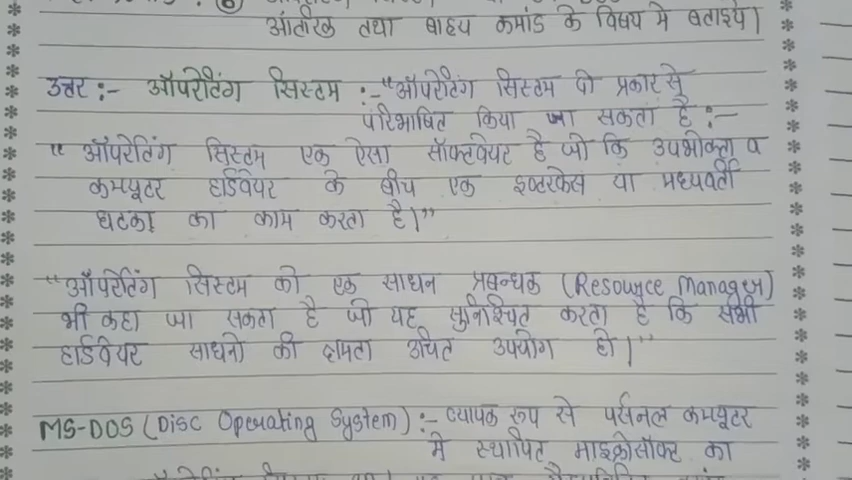 आंतरिक तथा बाह्य कमांड के विषय मे बताइये।
उत्तर :- ऑपरेटिंग सिस्टम :- "ऑपरेटिंग सिस्टम दो प्रकार से
परिभाषित किया जा सकता है :-
" ऑपरेटिंग सिस्टम एक ऐसा सॉफ्टवेयर है जो कि उपभोक्ता व
कम्प्यूटर हार्डवेयर के बीच एक इण्टरफेस या मध्यवर्ती
घटक का काम करता है।"
"ऑपरेटिंग सिस्टम को एक साधन प्रबन्धक (Resource Manager)
भी कहा जा सकता है जो यह सुनिश्चित करता है कि सभी
हार्डवेयर साधनो की क्षमता उचित उपयोग हो।"
MS-DOS (Disc Operating System) :- व्यापक रूप से पर्सनल कम्प्यूटर
मे स्थापित माइक्रोसॉफ्ट का